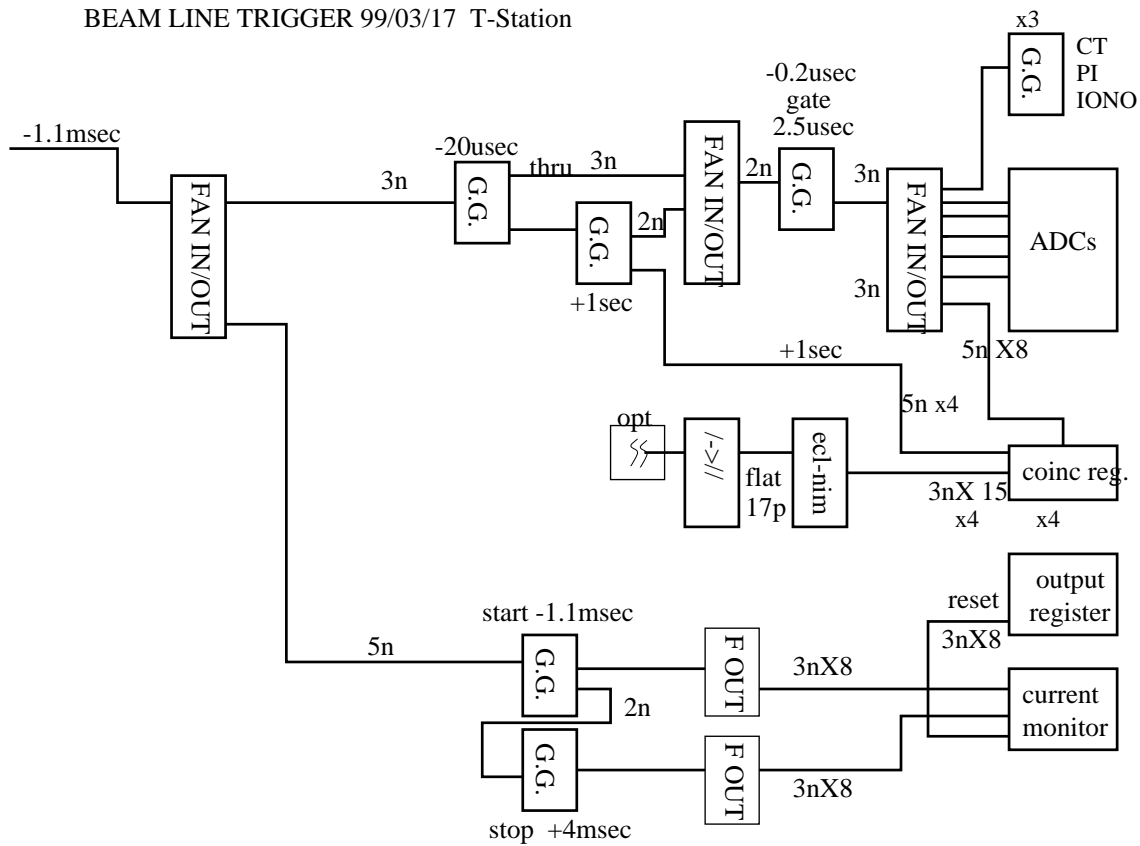 BEAM LINE TRIGGER 99/03/17 T-Station
x3
G.G.
CT
PI
IONO
-0.2usec
gate
2.5usec
-1.1msec
-20usec
thru
3n
3n
FAN IN/OUT
G.G.
FAN IN/OUT
2n
G.G.
3n
FAN IN/OUT
3n
ADCs
G.G.
2n
+1sec
+1sec
5n X8
5n x4
opt
/->//
flat
17p
ecl-nim
3nX 15
x4
coinc reg.
x4
output
register
reset
3nX8
start -1.1msec
5n
G.G.
2n
F OUT
3nX8
current
monitor
G.G.
F OUT
3nX8
stop +4msec